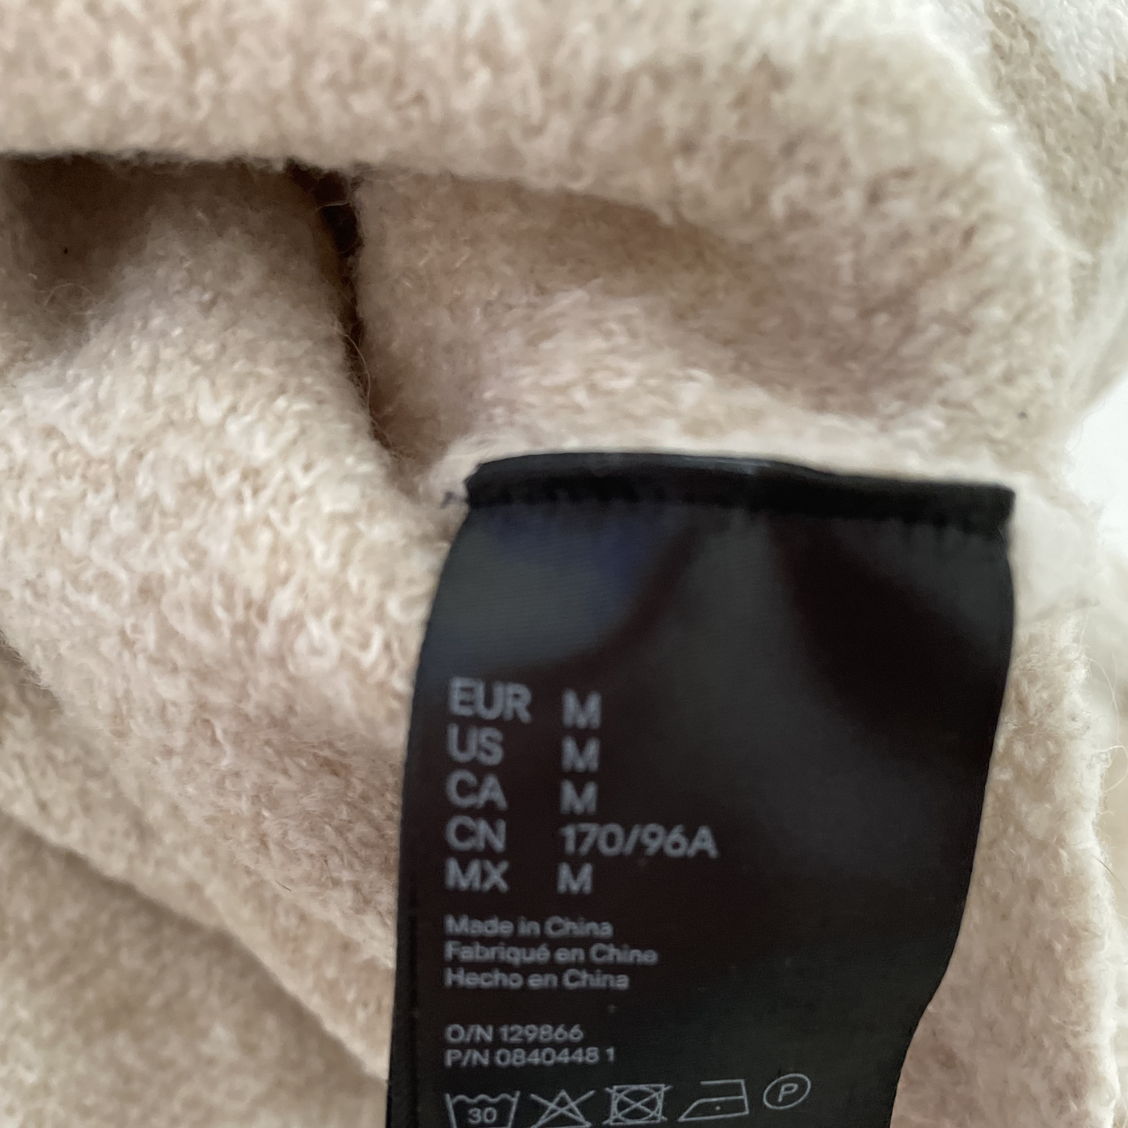 EUR M
US M
CA M
CN 170/96A
MX M
Made in China
Fabriqué en Chine
Hecho en China
O/N 129866
P/N 0840448 1
30
P